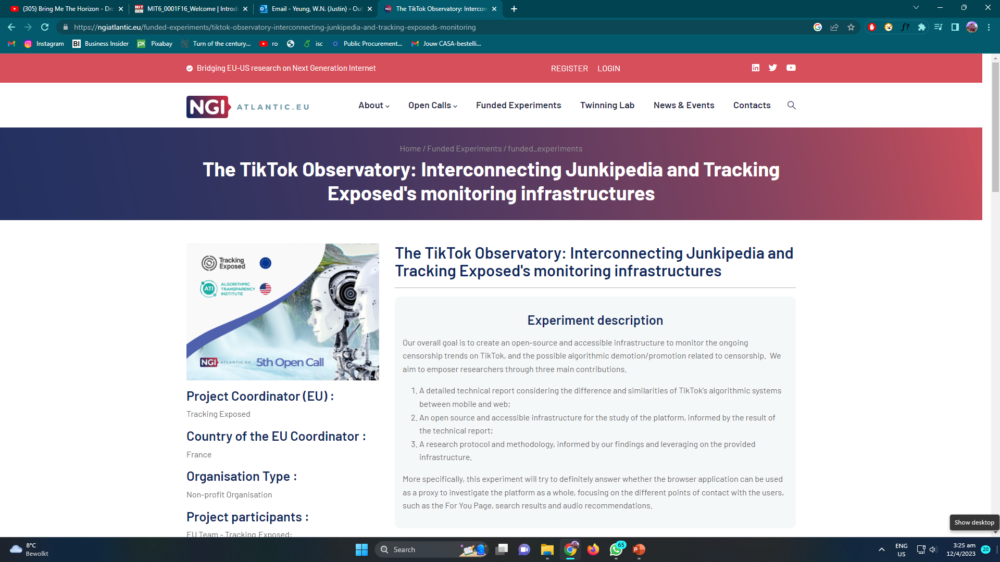 (305) Bring Me The Horizon - Dro
MIT6_0001F16_Welcome | Introdu
Email - Yeung, W.N. (Justin) - Out
The TikTok Observatory: Intercon
https://ngiatlantic.eu/funded-experiments/tiktok-observatory-interconnecting-junkipedia-and-tracking-exposeds-monitoring
Instagram
BI Business Insider
px Pixabay
Turn of the century...
ro
isc
Public Procurement...
Jouw CASA-bestelli...
Bridging EU-US research on Next Generation Internet
REGISTER LOGIN
NGI ATLANTIC.EU
About
Open Calls
Funded Experiments
Twinning Lab
News & Events
Contacts
Home / Funded Experiments / funded_experiments
The TikTok Observatory: Interconnecting Junkipedia and Tracking
Exposed's monitoring infrastructures
Tracking
Exposed
ATI
ALGORITHMIC
TRANSPARENCY
INSTITUTE
NGI ATLANTIC.EU 5th Open Call
Project Coordinator (EU) :
Tracking Exposed
Country of the EU Coordinator :
France
Organisation Type :
Non-profit Organisation
Project participants :
EU Team - Tracking Exposed:
The TikTok Observatory: Interconnecting Junkipedia and
Tracking Exposed's monitoring infrastructures
Experiment description
Our overall goal is to create an open-source and accessible infrastructure to monitor the ongoing
censorship trends on TikTok, and the possible algorithmic demotion/promotion related to censorship. We
aim to emposer researchers through three main contributions.
1. A detailed technical report considering the difference and similarities of TikTok's algorithmic systems
between mobile and web;
2. An open source and accessible infrastructure for the study of the platform, informed by the result of
the technical report;
3. A research protocol and methodology, informed by our findings and leveraging on the provided
infrastructure.
More specifically, this experiment will try to definitely answer whether the browser application can be used
as a proxy to investigate the platform as a whole, focusing on the different points of contact with the users,
such as the For You Page, search results and audio recommendations.
Show desktop
8°C
Bewolkt
Search
65
ENG
US
3:25 am
12/4/2023
20